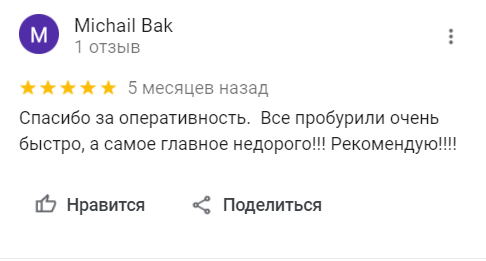 M
Michail Bak
1 отзыв
5 месяцев назад
Спасибо за оперативность.  Все пробурили очень
быстро, а самое главное недорого!!! Рекомендую!!!!
Нравится
Поделиться